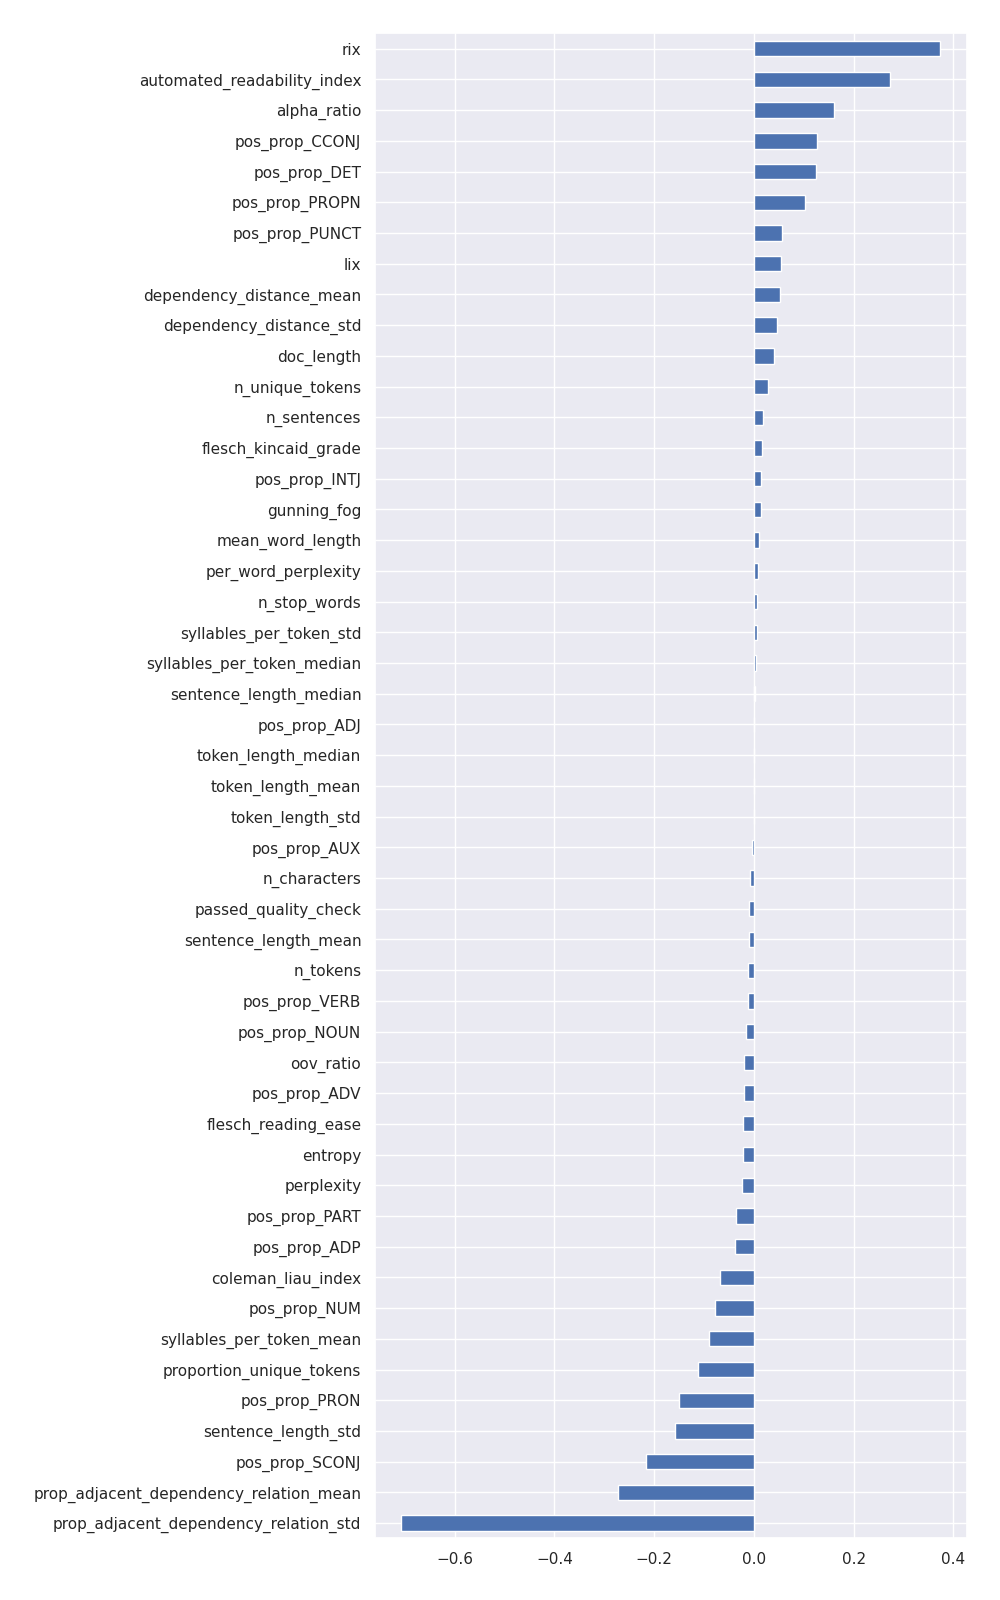 rix
automated_readability_index
alpha_ratio
pos_prop_CCONJ
pos_prop_DET
pos_prop_PROPN
pos_prop_PUNCT
lix
dependency_distance_mean
dependency_distance_std
doc_length
n_unique_tokens
n_sentences
flesch_kincaid_grade
pos_prop_INTJ
gunning_fog
mean_word_length
per_word_perplexity
n_stop_words
syllables_per_token_std
syllables_per_token_median
sentence_length_median
pos_prop_ADJ
token_length_median
token_length_mean
token_length_std
pos_prop_AUX
n_characters
passed_quality_check
sentence_length_mean
n_tokens
pos_prop_VERB
pos_prop_NOUN
oov_ratio
pos_prop_ADV
flesch_reading_ease
entropy
perplexity
pos_prop_PART
pos_prop_ADP
coleman_liau_index
pos_prop_NUM
syllables_per_token_mean
proportion_unique_tokens
pos_prop_PRON
sentence_length_std
pos_prop_SCONJ
prop_adjacent_dependency_relation_mean
prop_adjacent_dependency_relation_std
−0.6 −0.4 −0.2 0.0 0.2 0.4